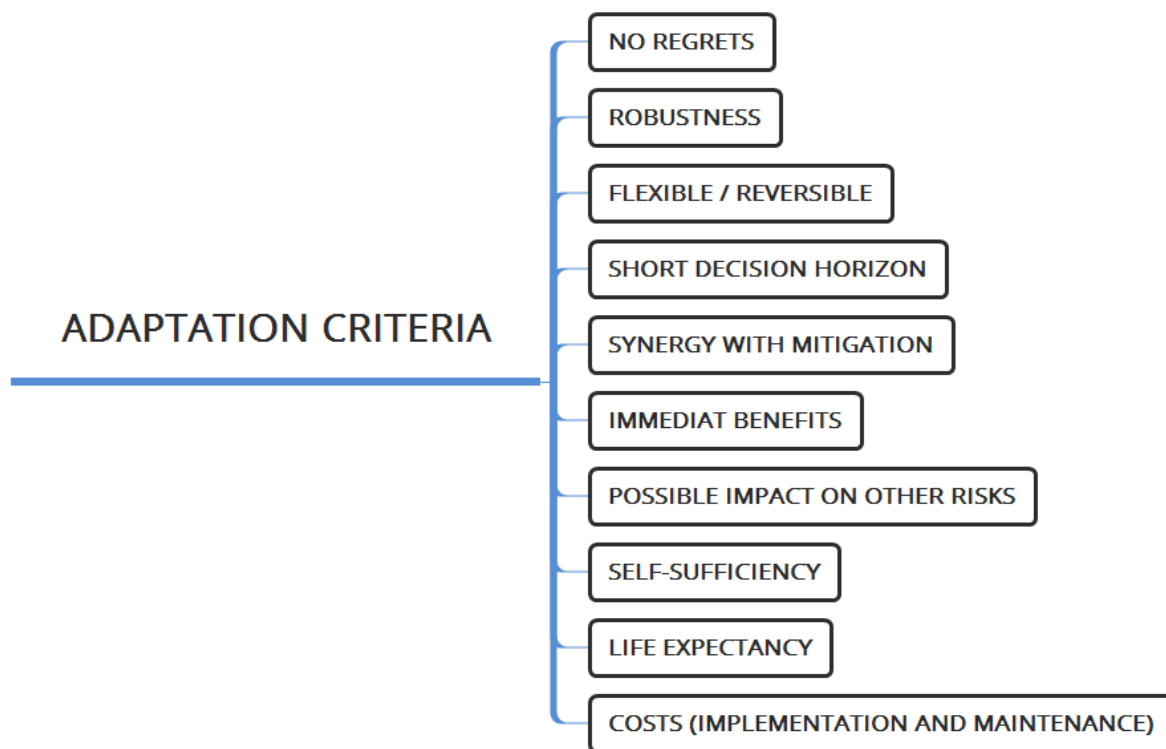 ADAPTATION CRITERIA
NO REGRETS
ROBUSTNESS
FLEXIBLE / REVERSIBLE
SHORT DECISION HORIZON
SYNERGY WITH MITIGATION
IMMEDIAT BENEFITS
POSSIBLE IMPACT ON OTHER RISKS
SELF-SUFFICIENCY
LIFE EXPECTANCY
COSTS (IMPLEMENTATION AND MAINTENANCE)